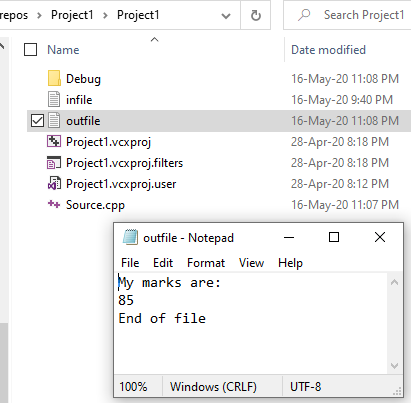 repos > Project1 > Project1
Search Project1
Name Date modified
Debug 16-May-20 11:08 PM
infile 16-May-20 9:40 PM
outfile 16-May-20 11:08 PM
Project1.vcxproj 28-Apr-20 8:18 PM
Project1.vcxproj.filters 28-Apr-20 8:18 PM
Project1.vcxproj.user 28-Apr-20 8:12 PM
Source.cpp 16-May-20 11:07 PM
outfile - Notepad
File Edit Format View Help
My marks are:
85
End of file
100% Windows (CRLF) UTF-8